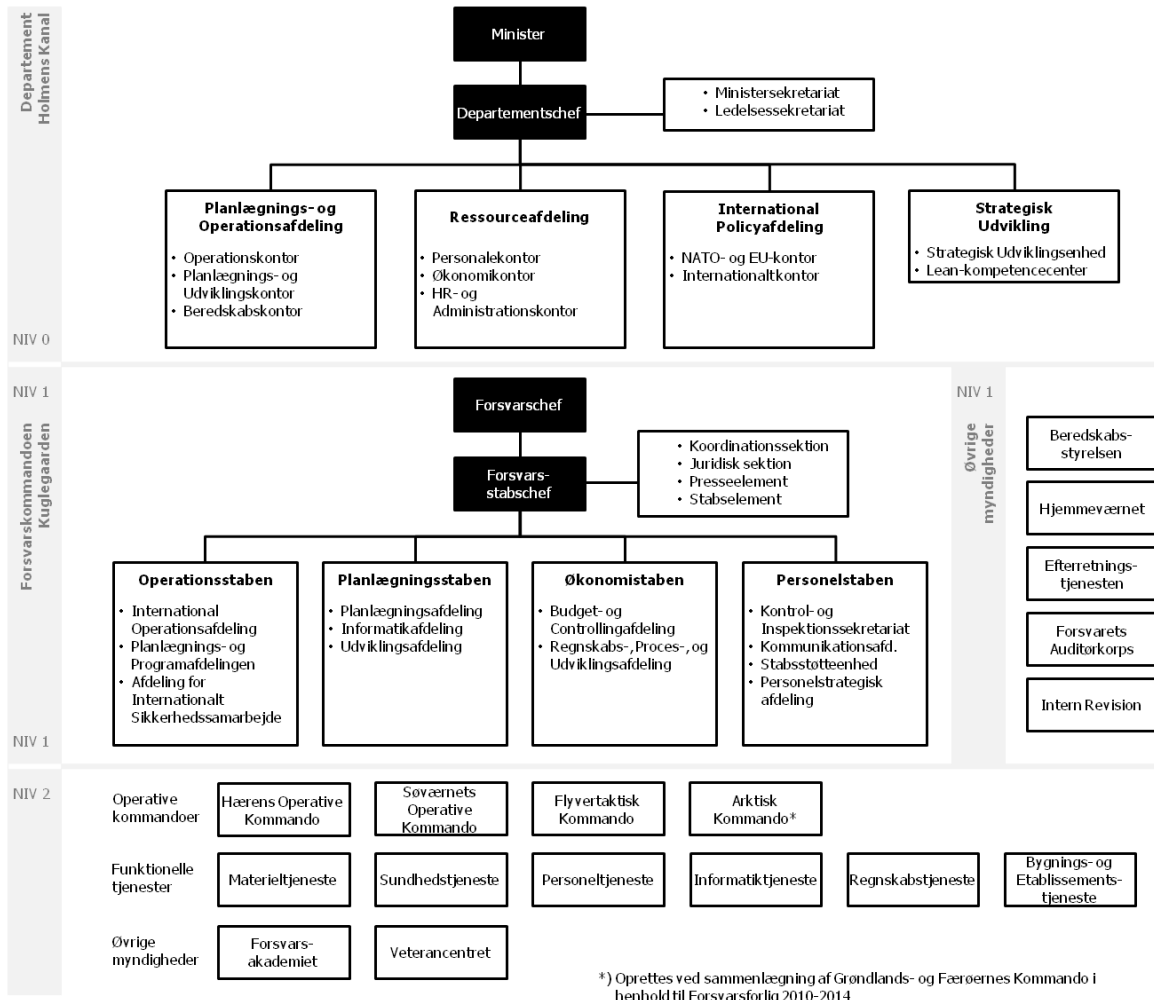 Departement
Holmens Kanal
Minister
Departementschef
• Ministersekretariat
• Ledelsessekretariat
Planlægnings- og
Operationsafdeling
• Operationskontor
• Planlægnings- og
Udviklingskontor
• Beredskabskontor
Ressourceafdeling
• Personalekontor
• Økonomikontor
• HR- og
Administrationskontor
International
Policyafdeling
• NATO- og EU-kontor
• Internationalt kontor
Strategisk
Udvikling
• Strategisk Udviklingsenhed
• Lean-kompetencecenter
NIV 0
NIV 1
Forsvarskommandoen
Kuglegaarden
Forsvarschef
Forsvars-
stabschef
• Koordinationssektion
• Juridisk sektion
• Presseelement
• Stabselement
Operationsstaben
• International
Operationsafdeling
• Planlægnings- og
Programafdelingen
• Afdeling for
Internationalt
Sikkerhedssamarbejde
Planlægningsstaben
• Planlægningsafdeling
• Informatikafdeling
• Udviklingsafdeling
Økonomistaben
• Budget- og
Controllingafdeling
• Regnskabs-, Proces-, og
Udviklingsafdeling
Personelstaben
• Kontrol- og
Inspektionssekretariat
• Kommunikationsafd.
• Stabsstøtteenhed
• Personelstrategisk
afdeling
NIV 1
NIV 1
Øvrige
myndigheder
Beredskabs-
styrelsen
Hjemmeværnet
Efterretnings-
tjenesten
Forsvarets
Auditørkorps
Intern Revision
NIV 2
Operative
kommandoer
Hærens Operative
Kommando
Søværnets
Operative
Kommando
Flyvertaktisk
Kommando
Arktisk
Kommando*
Funktionelle
tjenester
Materieltjeneste
Sundhedstjeneste
Personeltjeneste
Informatiktjeneste
Regnskabstjeneste
Bygnings- og
Etablissements-
tjeneste
Øvrige
myndigheder
Forsvars-
akademiet
Veterancentret
*) Oprettes ved sammenlægning af Grøndlands- og Færøernes Kommando i
henhold til Forsvarsforlig 2010-2014